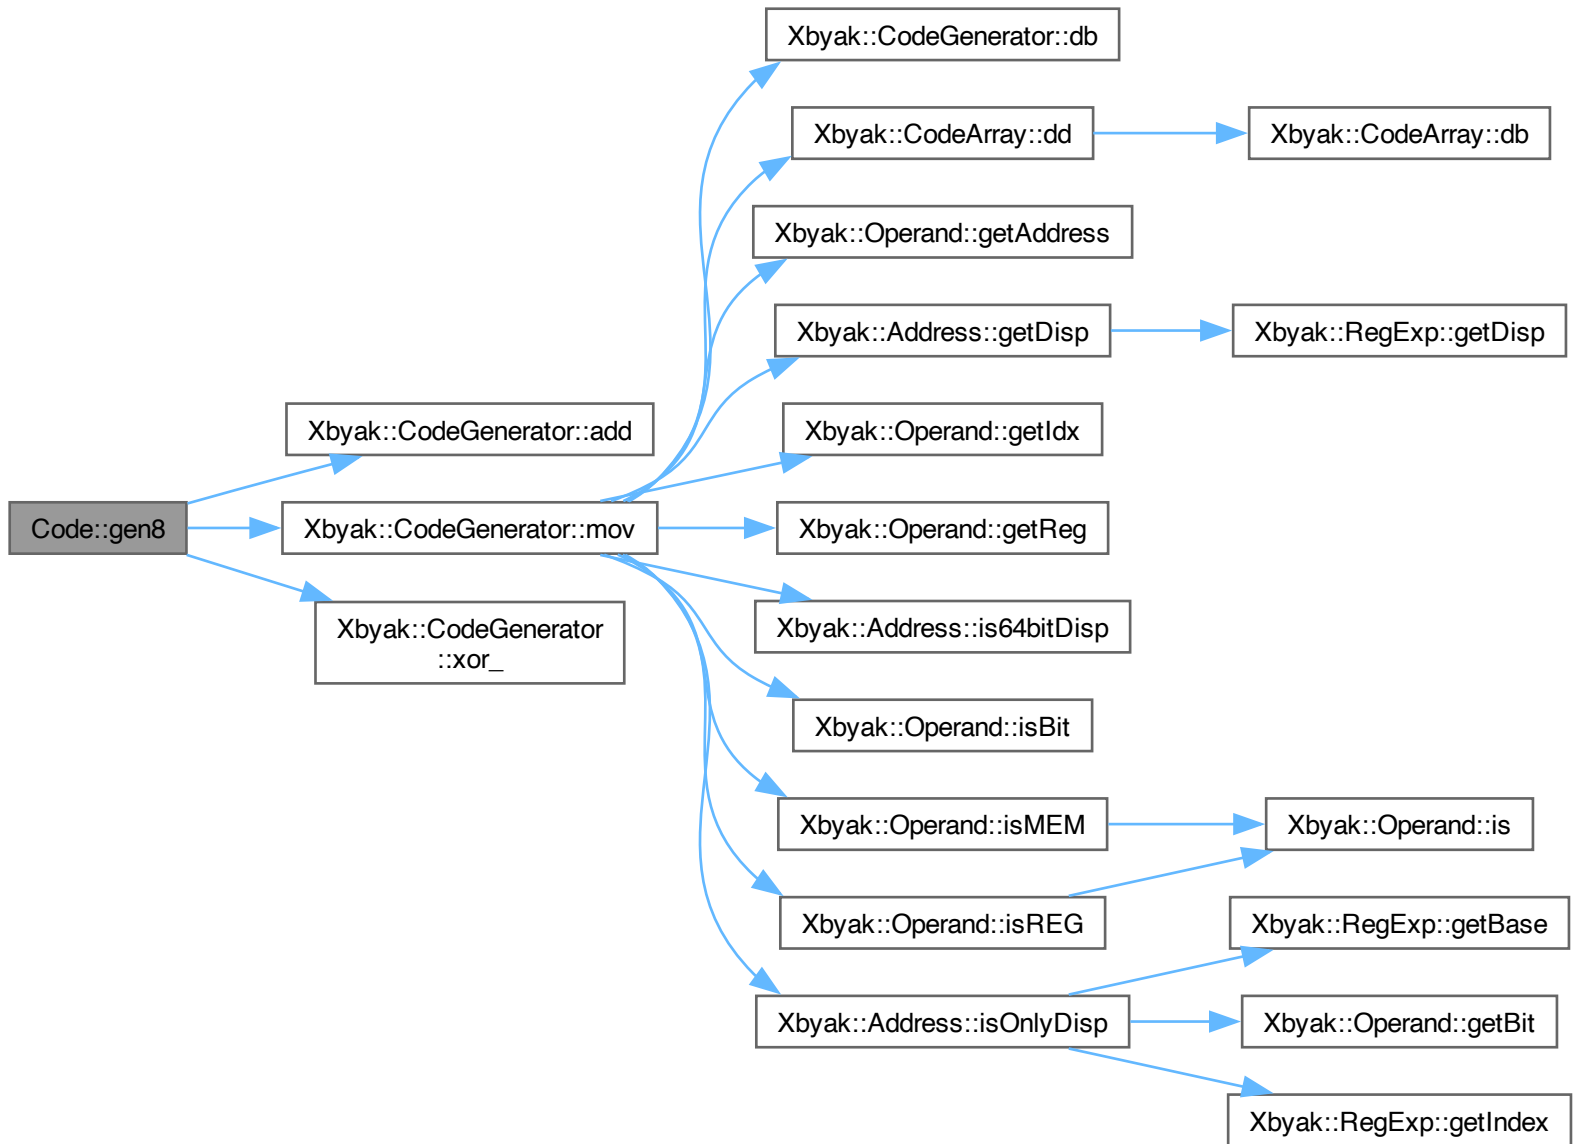 Xbyak::CodeGenerator::db
Xbyak::CodeArray::dd
Xbyak::CodeArray::db
Xbyak::Operand::getAddress
Xbyak::Address::getDisp
Xbyak::RegExp::getDisp
Xbyak::CodeGenerator::add
Xbyak::Operand::getIdx
Code::gen8
Xbyak::CodeGenerator::mov
Xbyak::Operand::getReg
Xbyak::CodeGenerator
::xor_
Xbyak::Address::is64bitDisp
Xbyak::Operand::isBit
Xbyak::Operand::isMEM
Xbyak::Operand::is
Xbyak::Operand::isREG
Xbyak::RegExp::getBase
Xbyak::Address::isOnlyDisp
Xbyak::Operand::getBit
Xbyak::RegExp::getIndex